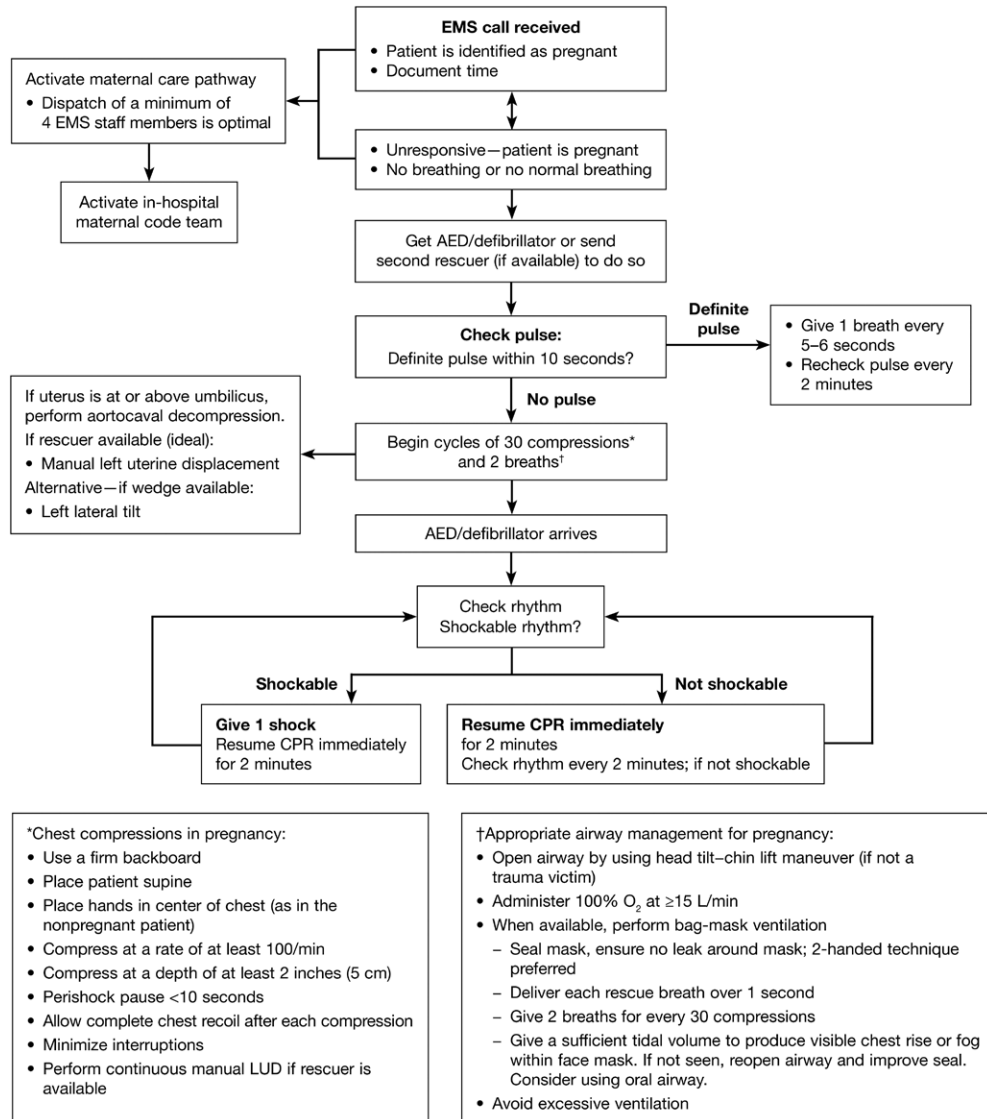 EMS call received
• Patient is identified as pregnant
• Document time
Activate maternal care pathway
• Dispatch of a minimum of
4 EMS staff members is optimal
• Unresponsive—patient is pregnant
• No breathing or no normal breathing
Activate in-hospital
maternal code team
Get AED/defibrillator or send
second rescuer (if available) to do so
Check pulse:
Definite pulse within 10 seconds?
Definite
pulse
• Give 1 breath every
5–6 seconds
• Recheck pulse every
2 minutes
No pulse
If uterus is at or above umbilicus,
perform aortocaval decompression.
If rescuer available (ideal):
• Manual left uterine displacement
Alternative—if wedge available:
• Left lateral tilt
Begin cycles of 30 compressions*
and 2 breaths†
AED/defibrillator arrives
Check rhythm
Shockable rhythm?
Shockable
Not shockable
Give 1 shock
Resume CPR immediately
for 2 minutes
Resume CPR immediately
for 2 minutes
Check rhythm every 2 minutes; if not shockable
*Chest compressions in pregnancy:
• Use a firm backboard
• Place patient supine
• Place hands in center of chest (as in the
nonpregnant patient)
• Compress at a rate of at least 100/min
• Compress at a depth of at least 2 inches (5 cm)
• Perishock pause <10 seconds
• Allow complete chest recoil after each compression
• Minimize interruptions
• Perform continuous manual LUD if rescuer is
available
†Appropriate airway management for pregnancy:
• Open airway by using head tilt–chin lift maneuver (if not a
trauma victim)
• Administer 100% O₂ at ≥15 L/min
• When available, perform bag-mask ventilation
– Seal mask, ensure no leak around mask; 2-handed technique
preferred
– Deliver each rescue breath over 1 second
– Give 2 breaths for every 30 compressions
– Give a sufficient tidal volume to produce visible chest rise or fog
within face mask. If not seen, reopen airway and improve seal.
Consider using oral airway.
• Avoid excessive ventilation